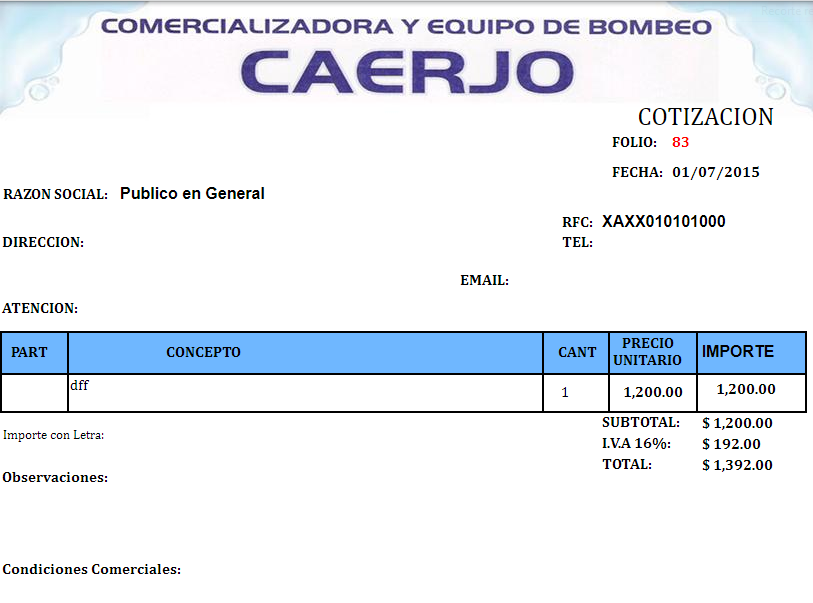 COMERCIALIZADORA Y EQUIPO DE BOMBEO
CAERJO
COTIZACION
FOLIO: 83
FECHA: 01/07/2015
RAZON SOCIAL: Publico en General
RFC: XAXX010101000
DIRECCION:
TEL:
EMAIL:
ATENCION:
PART CONCEPTO CANT PRECIO UNITARIO IMPORTE
dff 1 1,200.00 1,200.00
SUBTOTAL: $ 1,200.00
Importe con Letra:
I.V.A 16%: $ 192.00
TOTAL: $ 1,392.00
Observaciones:
Condiciones Comerciales: